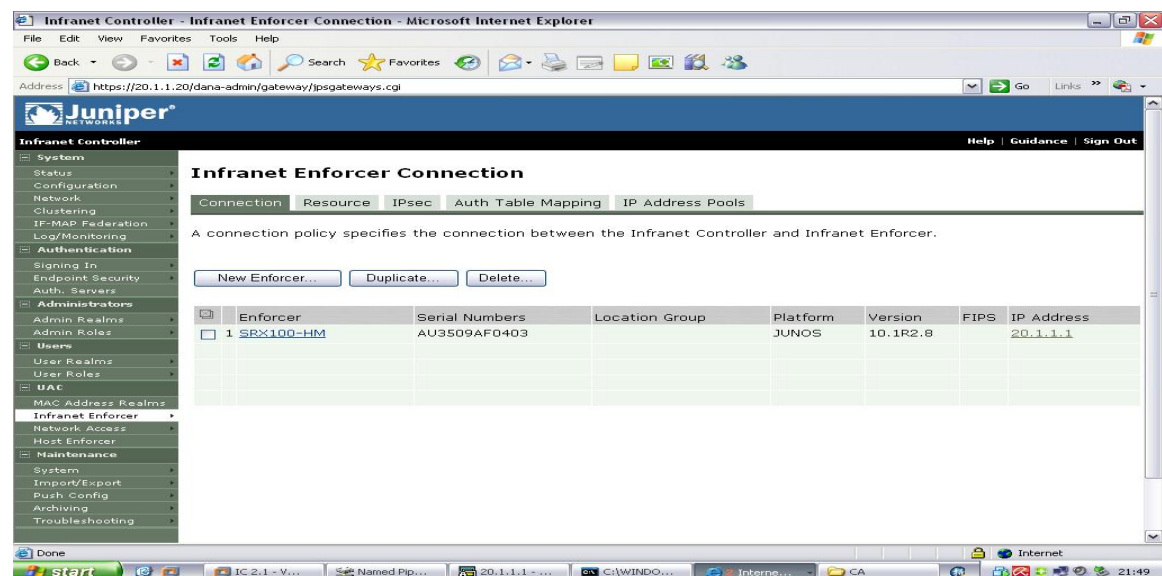 Infranet Controller - Infranet Enforcer Connection - Microsoft Internet Explorer
File Edit View Favorites Tools Help
Back Search Favorites
Address https://20.1.1.20/dana-admin/gateway/jpsgateways.cgi Go Links »
Juniper®
NETWORKS
Infranet Controller Help | Guidance | Sign Out
System
Status
Configuration
Network
Clustering
IF-MAP Federation
Log/Monitoring
Authentication
Signing In
Endpoint Security
Auth. Servers
Administrators
Admin Realms
Admin Roles
Users
User Realms
User Roles
UAC
MAC Address Realms
Infranet Enforcer
Network Access
Host Enforcer
Maintenance
System
Import/Export
Push Config
Archiving
Troubleshooting
Infranet Enforcer Connection
Connection Resource IPsec Auth Table Mapping IP Address Pools
A connection policy specifies the connection between the Infranet Controller and Infranet Enforcer.
New Enforcer... Duplicate... Delete...
Enforcer Serial Numbers Location Group Platform Version FIPS IP Address
1 SRX100-HM AU3509AF0403 JUNOS 10.1R2.8 20.1.1.1
Done Internet
start IC 2.1 - V... Named Pip... 20.1.1.1 - ... C:\WINDO... Interne... CA 21:49